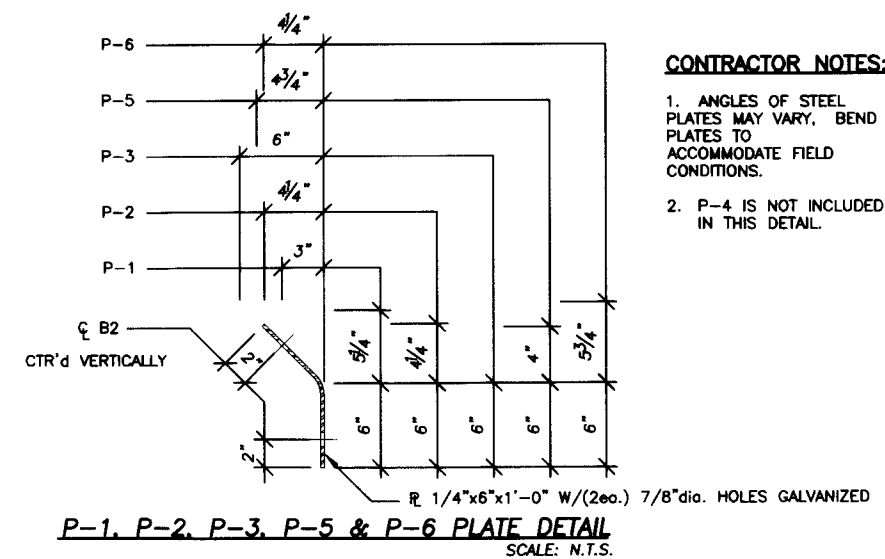 P-6
4¼"
P-5
4¾"
P-3
6"
P-2
4¼"
P-1
3"
CONTRACTOR NOTES:
1. ANGLES OF STEEL
PLATES MAY VARY, BEND
PLATES TO
ACCOMMODATE FIELD
CONDITIONS.
2. P-4 IS NOT INCLUDED
IN THIS DETAIL.
℄ B2
CTR'd VERTICALLY
2"
2"
5¼"
4¼"
4"
5¾"
6"
6"
6"
6"
6"
℄ 1/4"x6"x1'-0" W/(2ea.) 7/8"dia. HOLES GALVANIZED
P-1, P-2, P-3, P-5 & P-6 PLATE DETAIL
SCALE: N.T.S.